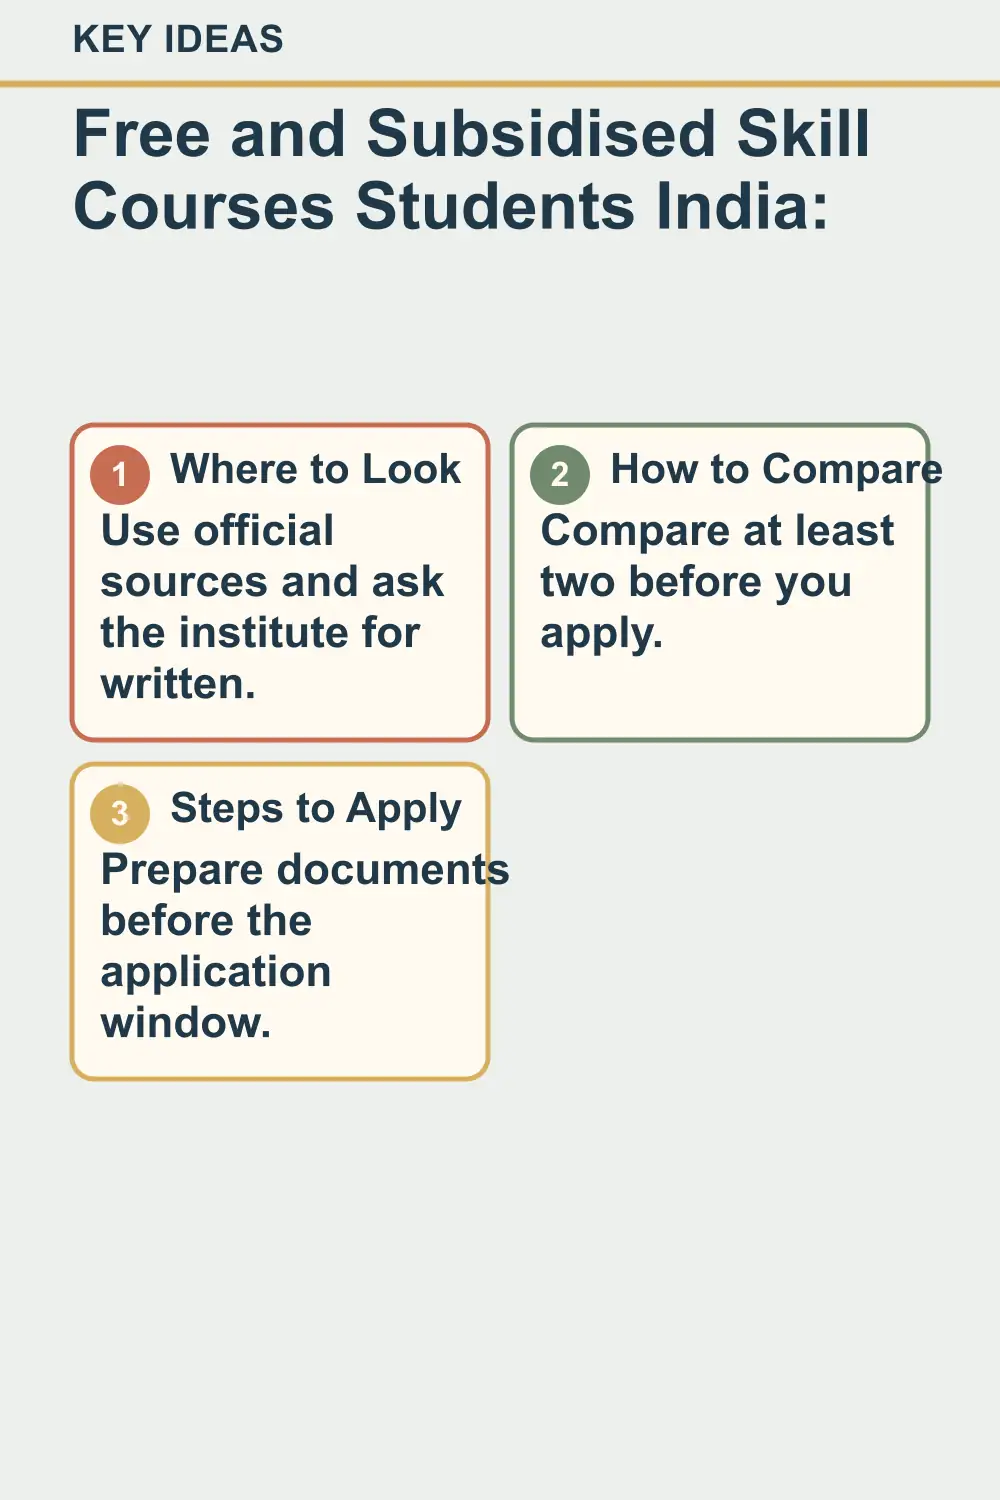 KEY IDEAS
Free and Subsidised Skill
Courses Students India:
1 Where to Look
Use official
sources and ask
the institute for
written.
2 How to Compare
Compare at least
two before you
apply.
3 Steps to Apply
Prepare documents
before the
application
window.